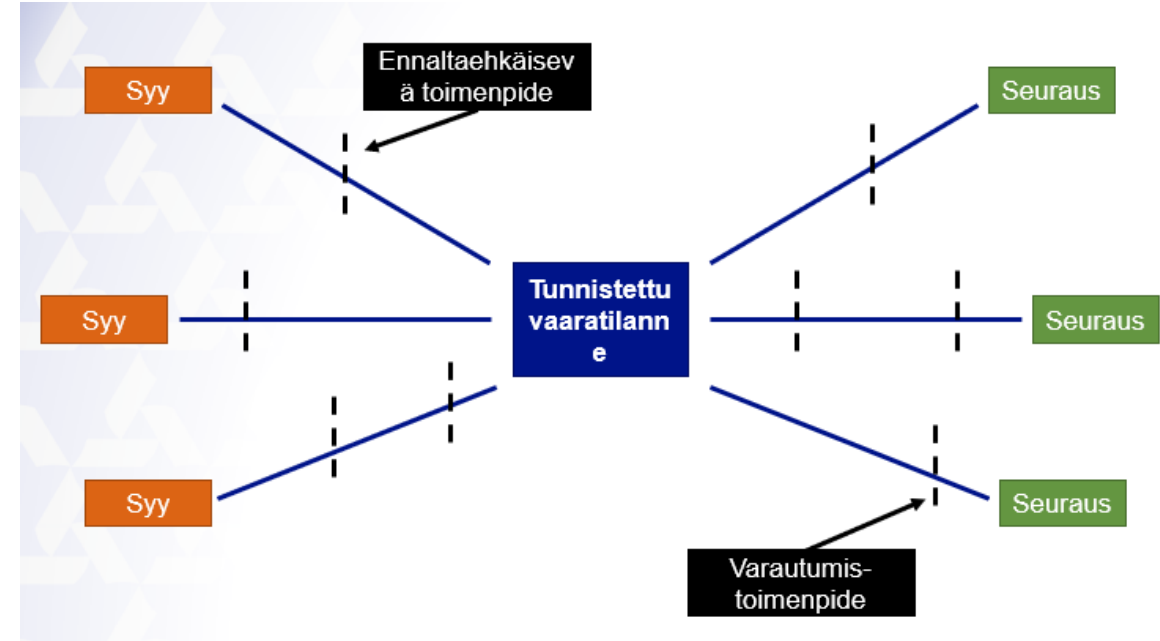 Ennaltaehkäisev
ä toimenpide
Syy
Seuraus
Tunnistettu
vaaratilann
e
Syy
Seuraus
Syy
Seuraus
Varautumis-
toimenpide